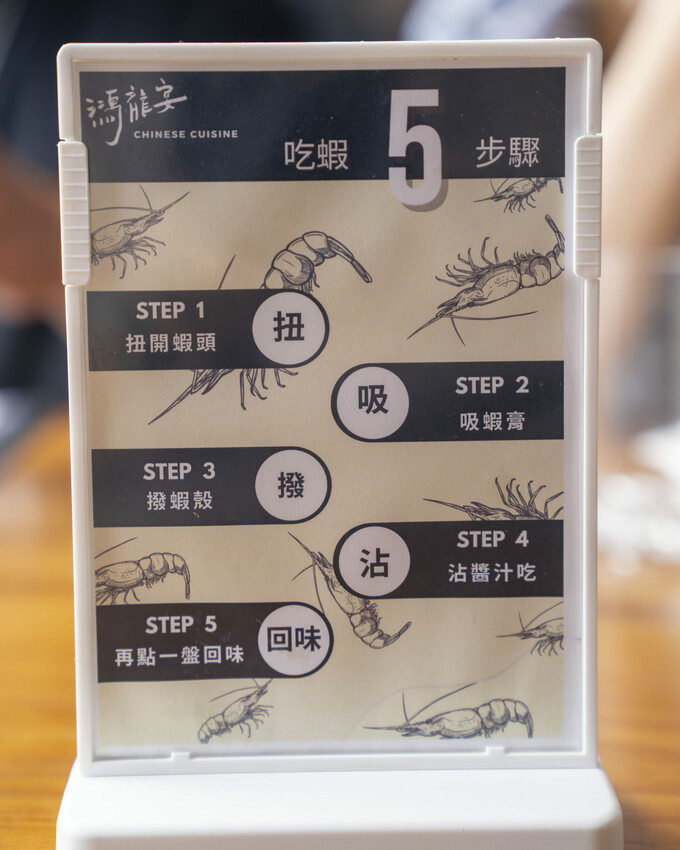 鴻龍宴
CHINESE CUISINE
吃蝦 5 步驟
STEP 1
扭開蝦頭
扭
吸
STEP 2
吸蝦膏
STEP 3
撥蝦殼
撥
沾
STEP 4
沾醬汁吃
STEP 5
再點一盤回味
回味